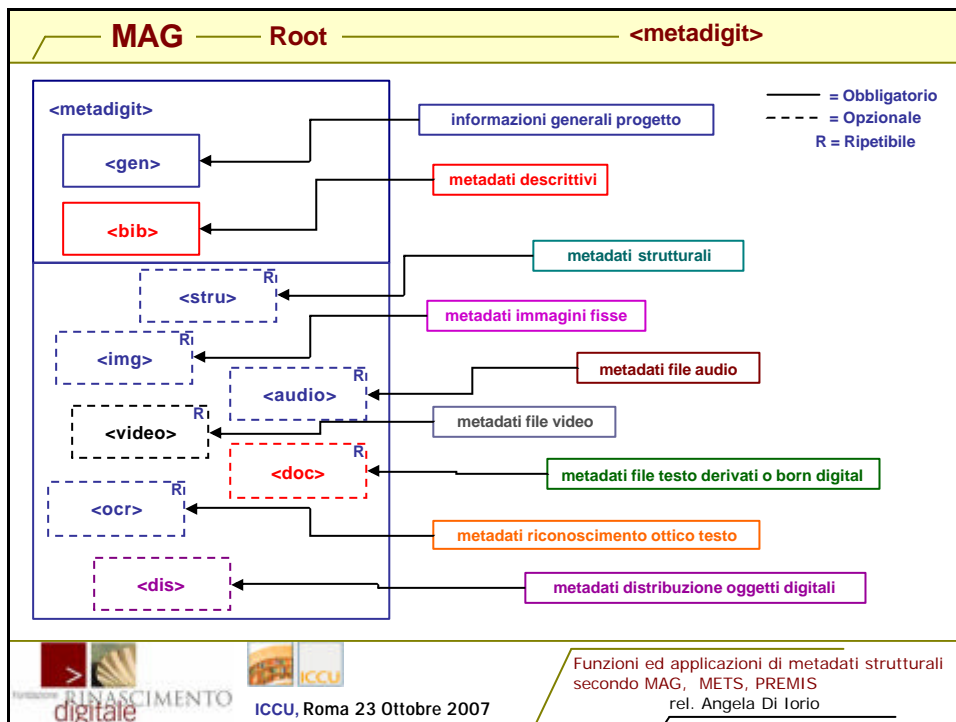 MAG Root <metadigit>
<metadigit>
= Obbligatorio
= Opzionale
R = Ripetibile
informazioni generali progetto
<gen>
metadati descrittivi
<bib>
metadati strutturali
R
<stru>
metadati immagini fisse
R
<img>
metadati file audio
R
<audio>
metadati file video
R
<video>
R
<doc>
metadati file testo derivati o born digital
R
<ocr>
metadati riconoscimento ottico testo
<dis>
metadati distribuzione oggetti digitali
Fondazione
RINASCIMENTO
digitale
ICCU
ICCU, Roma 23 Ottobre 2007
Funzioni ed applicazioni di metadati strutturali
secondo MAG, METS, PREMIS
rel. Angela Di Iorio